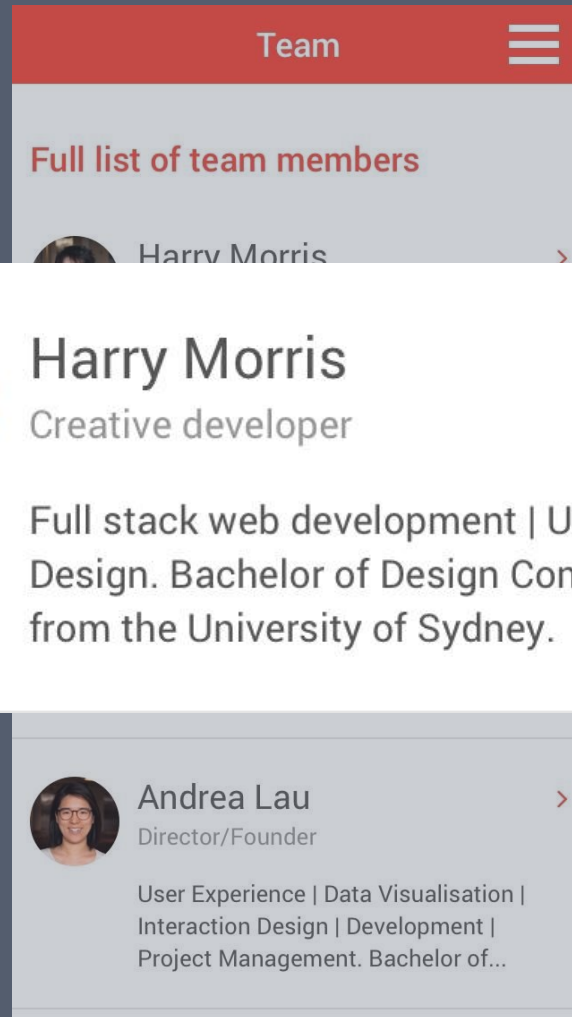 Team
Full list of team members
Harry Morris
Harry Morris
Creative developer
Full stack web development |
Design. Bachelor of Design
from the University of Sydney.
Andrea Lau
Director/Founder
User Experience | Data Visualisation |
Interaction Design | Development |
Project Management. Bachelor of...